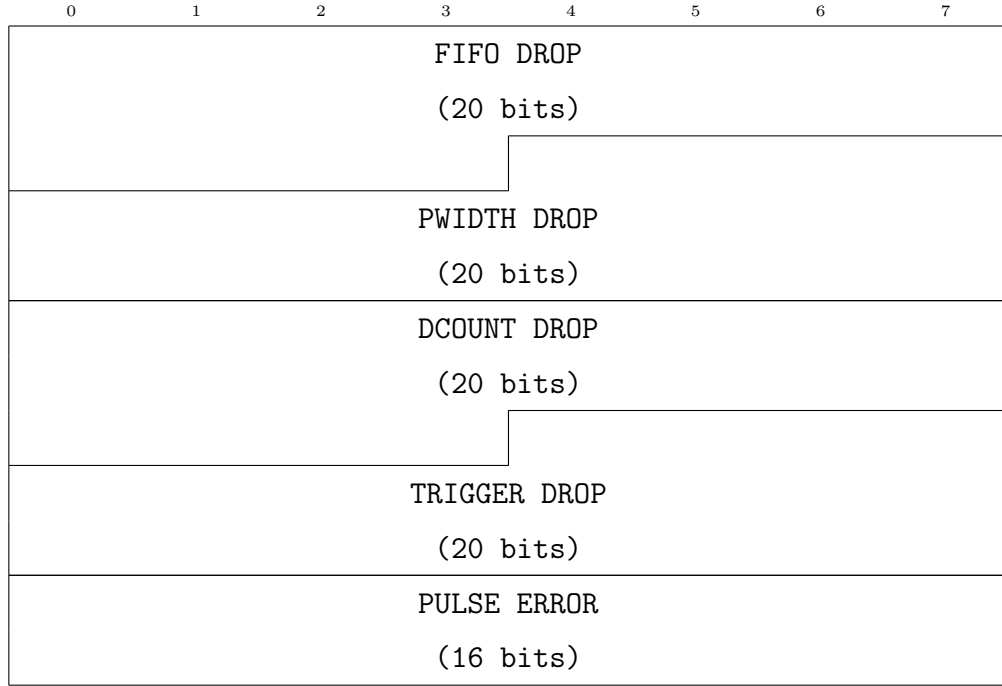 0 1 2 3 4 5 6 7
FIFO DROP
(20 bits)
PWIDTH DROP
(20 bits)
DCOUNT DROP
(20 bits)
TRIGGER DROP
(20 bits)
PULSE ERROR
(16 bits)